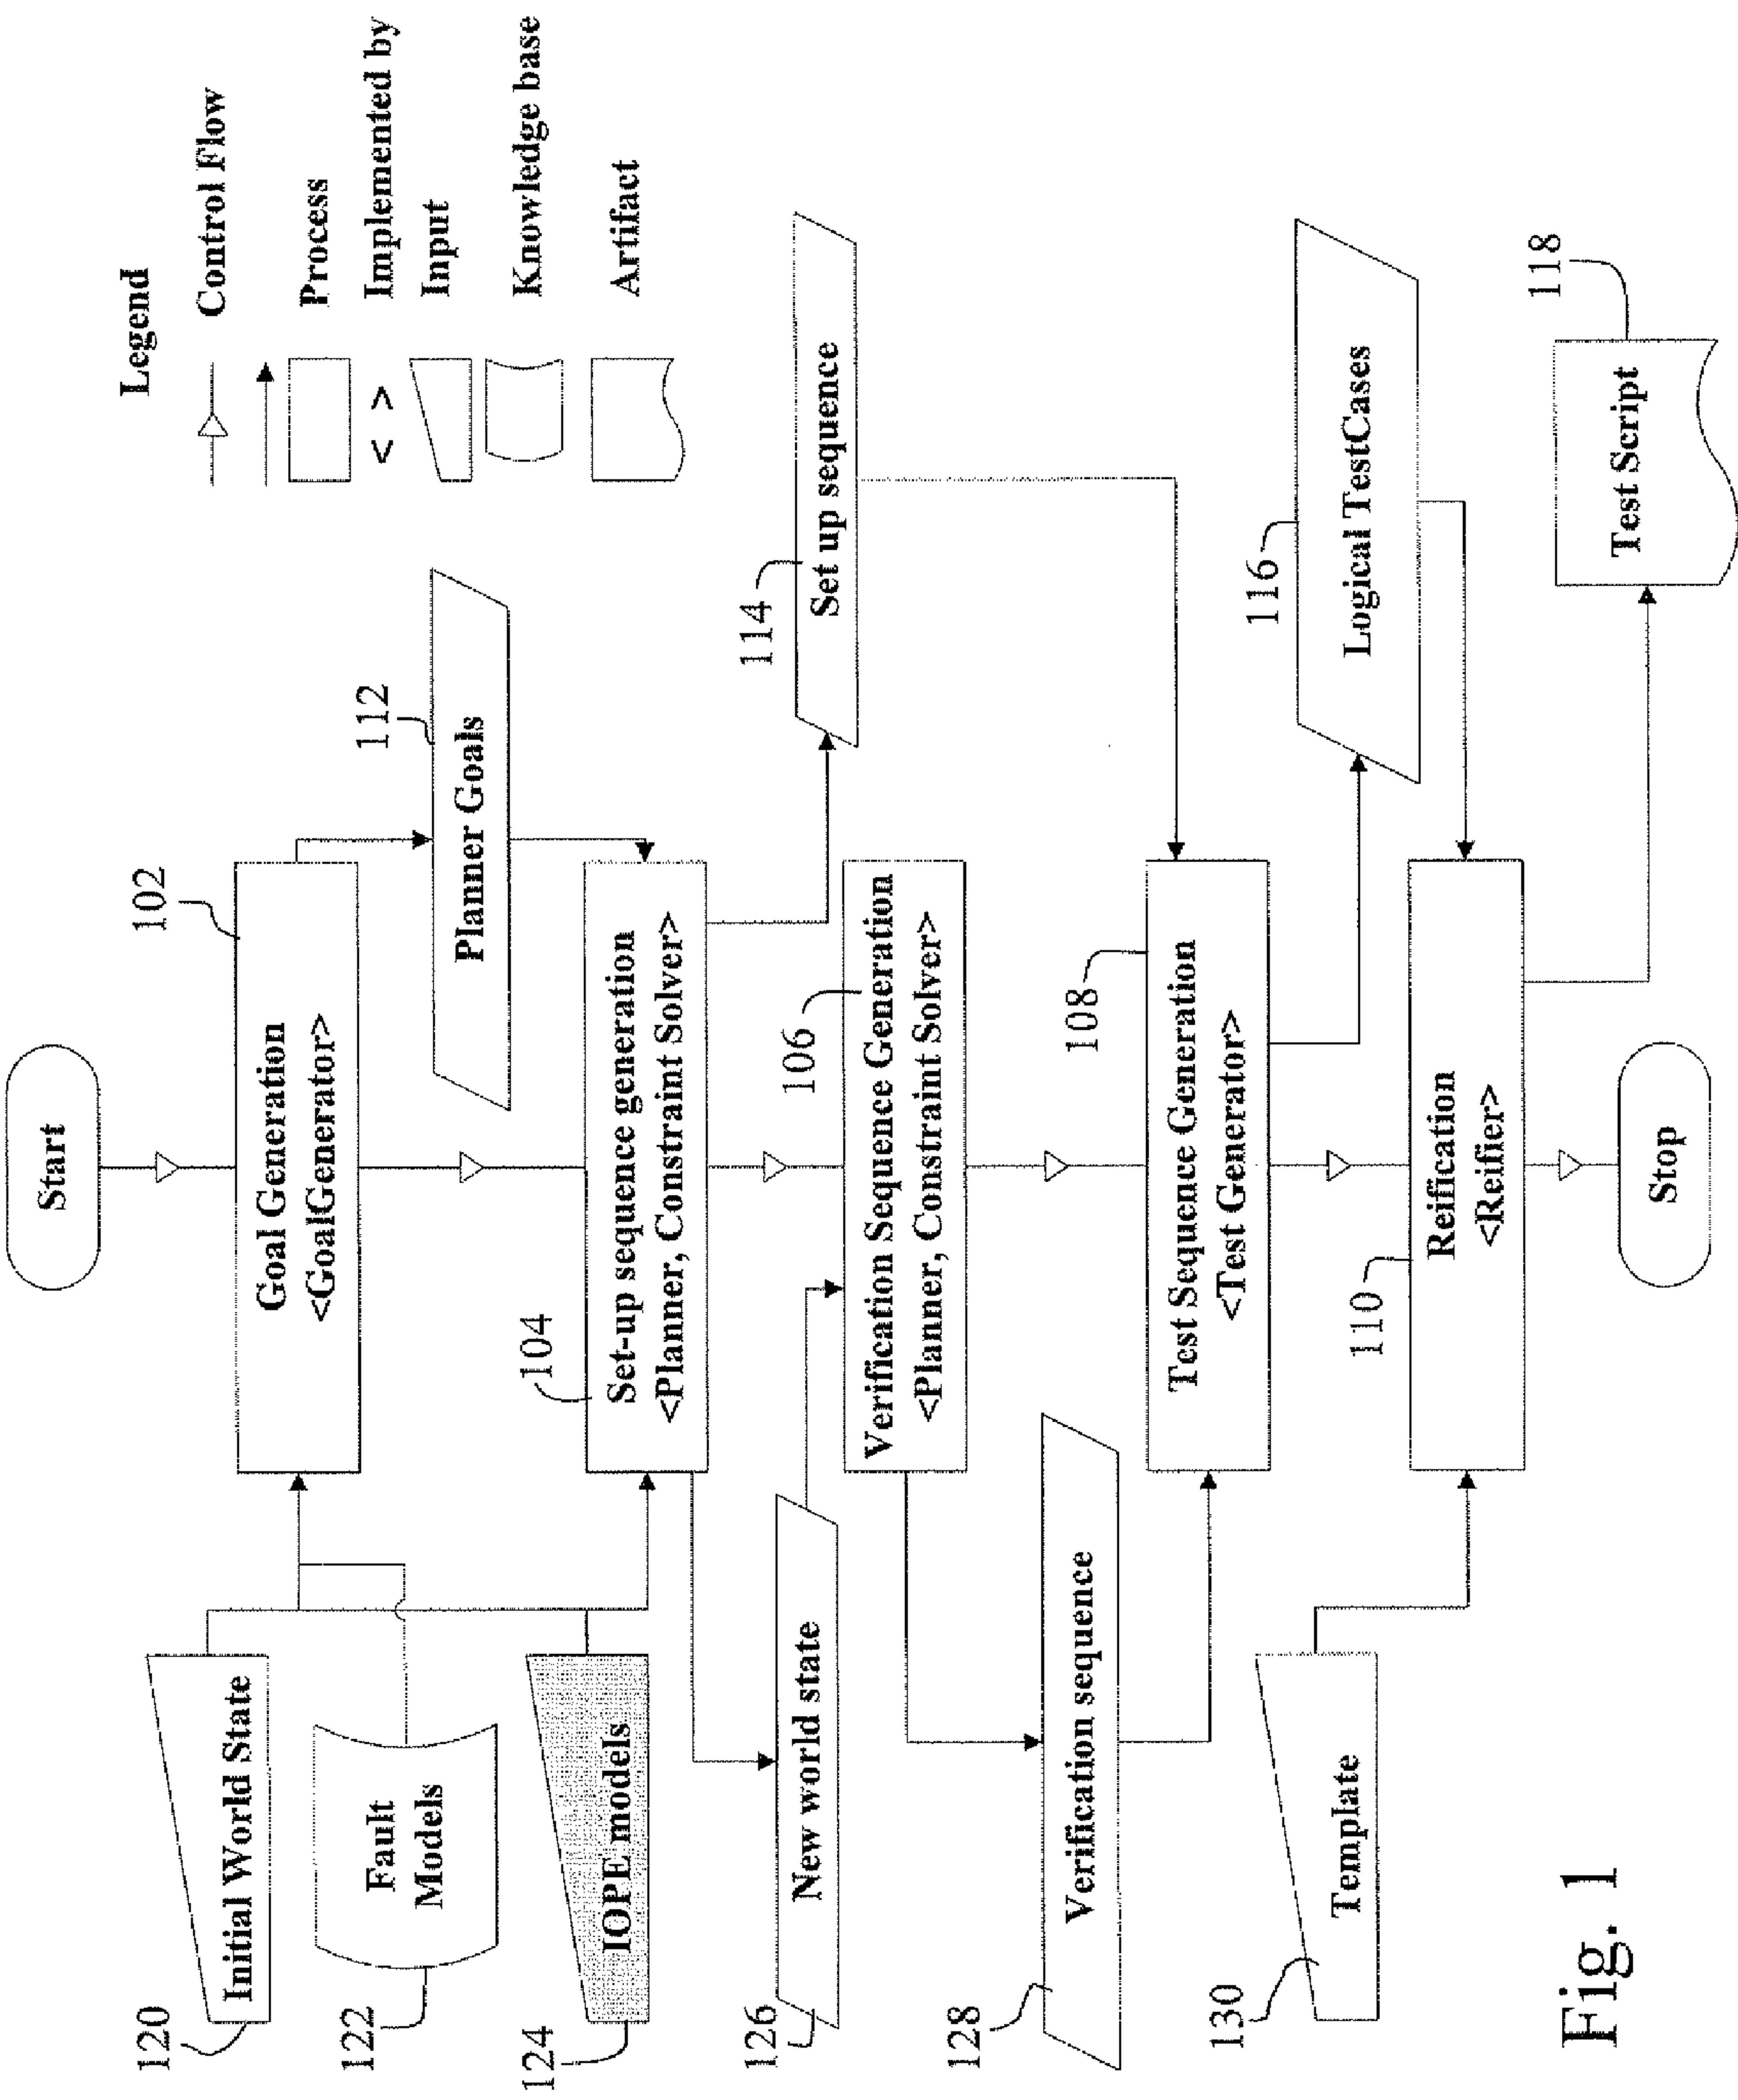 Start
102
Goal Generation
<GoalGenerator>
120
Initial World State
122
Fault
Models
112
Planner Goals
124
IOPE models
104
Set-up sequence generation
<Planner, Constraint Solver>
114
Set up sequence
126
New world state
106
Verification Sequence Generation
<Planner, Constraint Solver>
128
Verification sequence
108
Test Sequence Generation
<Test Generator>
116
Logical TestCases
130
Template
110
Reification
<Reifier>
118
Test Script
Stop
Legend
Control Flow
Process
< > Implemented by
Input
Knowledge base
Artifact
Fig. 1